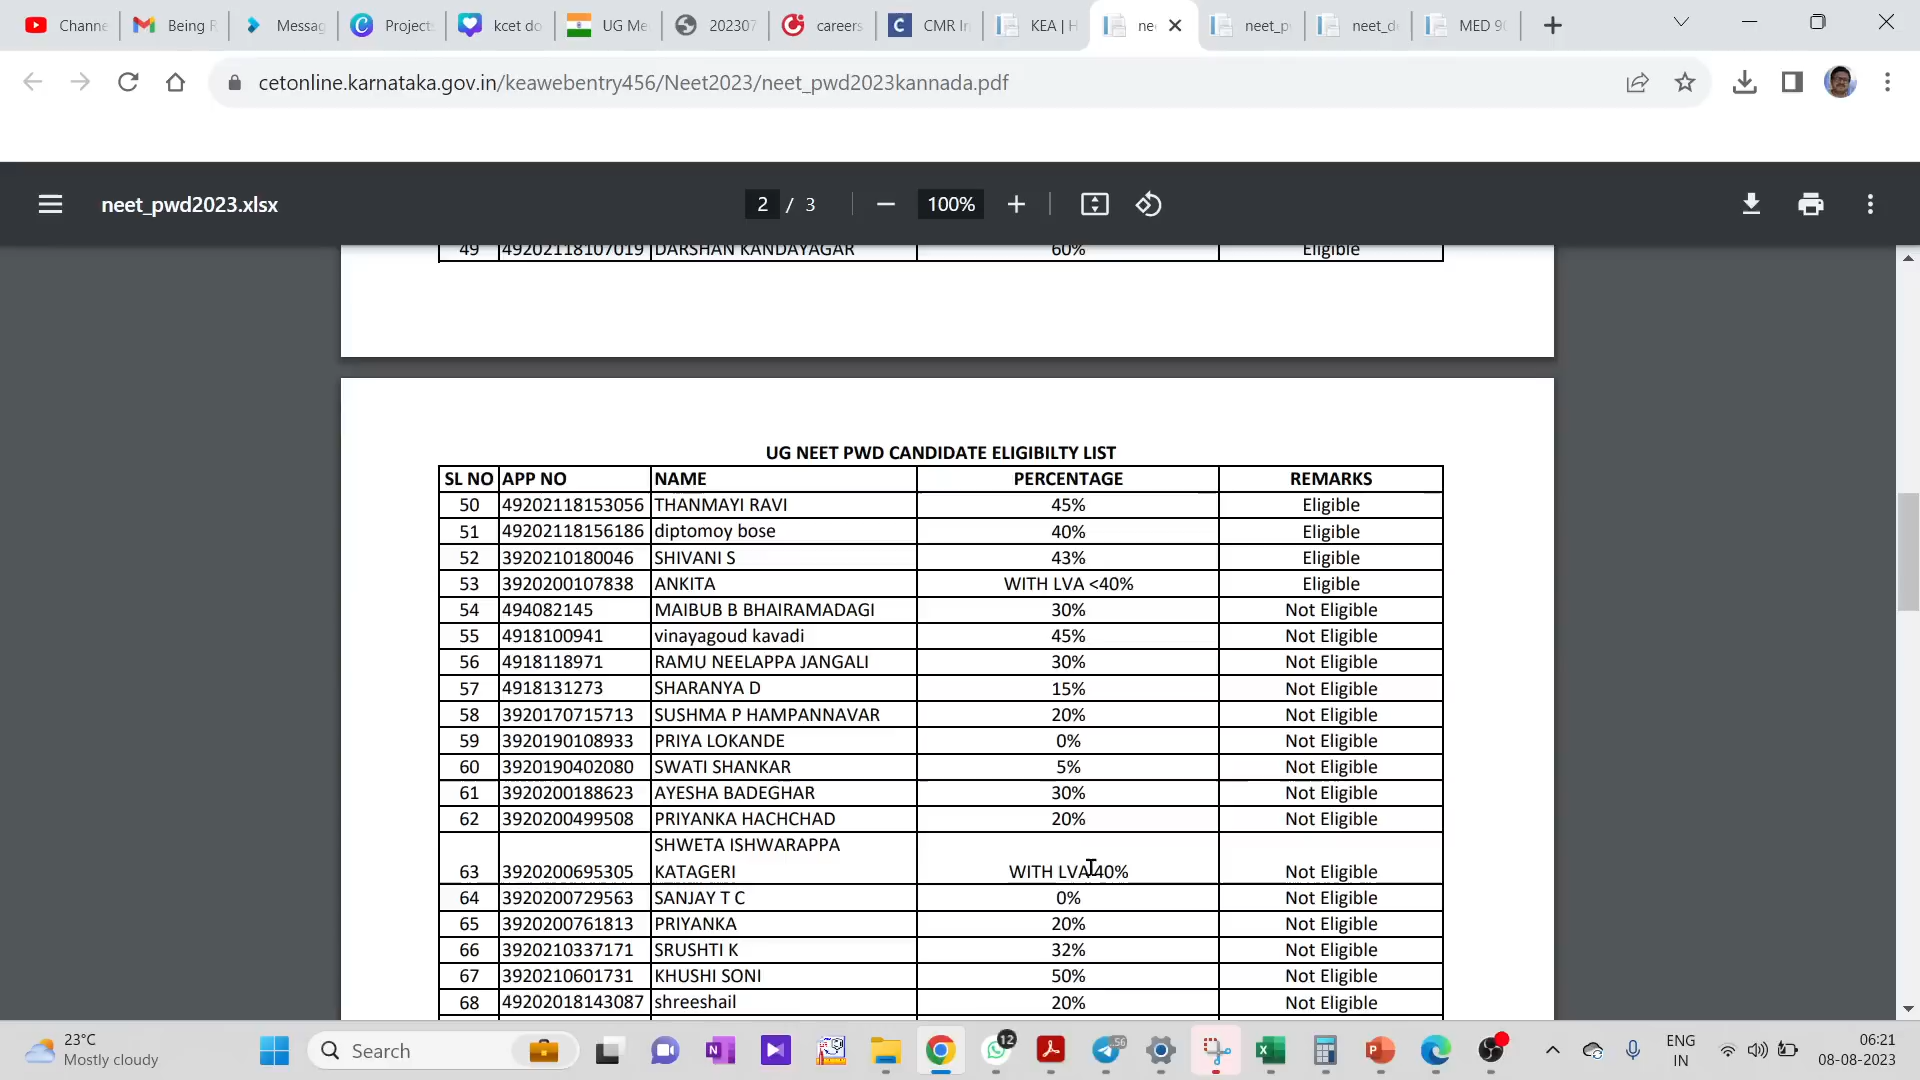 Channe
Being R
Messag
Projects
kcet do
UG Me
202307
careers
CMR In
KEA | H
ne
neet_p
neet_d
MED 90
cetonline.karnataka.gov.in/keawebentry456/Neet2023/neet_pwd2023kannada.pdf
neet_pwd2023.xlsx
2 / 3
100%
49 49202118107019 DARSHAN KANDAYAGAR 60% Eligible
UG NEET PWD CANDIDATE ELIGIBILTY LIST
SL NO APP NO NAME PERCENTAGE REMARKS
50 49202118153056 THANMAYI RAVI 45% Eligible
51 49202118156186 diptomoy bose 40% Eligible
52 3920210180046 SHIVANI S 43% Eligible
53 3920200107838 ANKITA WITH LVA <40% Eligible
54 494082145 MAIBUB B BHAIRAMADAGI 30% Not Eligible
55 4918100941 vinayagoud kavadi 45% Not Eligible
56 4918118971 RAMU NEELAPPA JANGALI 30% Not Eligible
57 4918131273 SHARANYA D 15% Not Eligible
58 3920170715713 SUSHMA P HAMPANNAVAR 20% Not Eligible
59 3920190108933 PRIYA LOKANDE 0% Not Eligible
60 3920190402080 SWATI SHANKAR 5% Not Eligible
61 3920200188623 AYESHA BADEGHAR 30% Not Eligible
62 3920200499508 PRIYANKA HACHCHAD 20% Not Eligible
SHWETA ISHWARAPPA
63 3920200695305 KATAGERI WITH LVA 40% Not Eligible
64 3920200729563 SANJAY T C 0% Not Eligible
65 3920200761813 PRIYANKA 20% Not Eligible
66 3920210337171 SRUSHTI K 32% Not Eligible
67 3920210601731 KHUSHI SONI 50% Not Eligible
68 49202018143087 shreeshail 20% Not Eligible
23°C
Mostly cloudy
Search
12
56
ENG
IN
06:21
08-08-2023